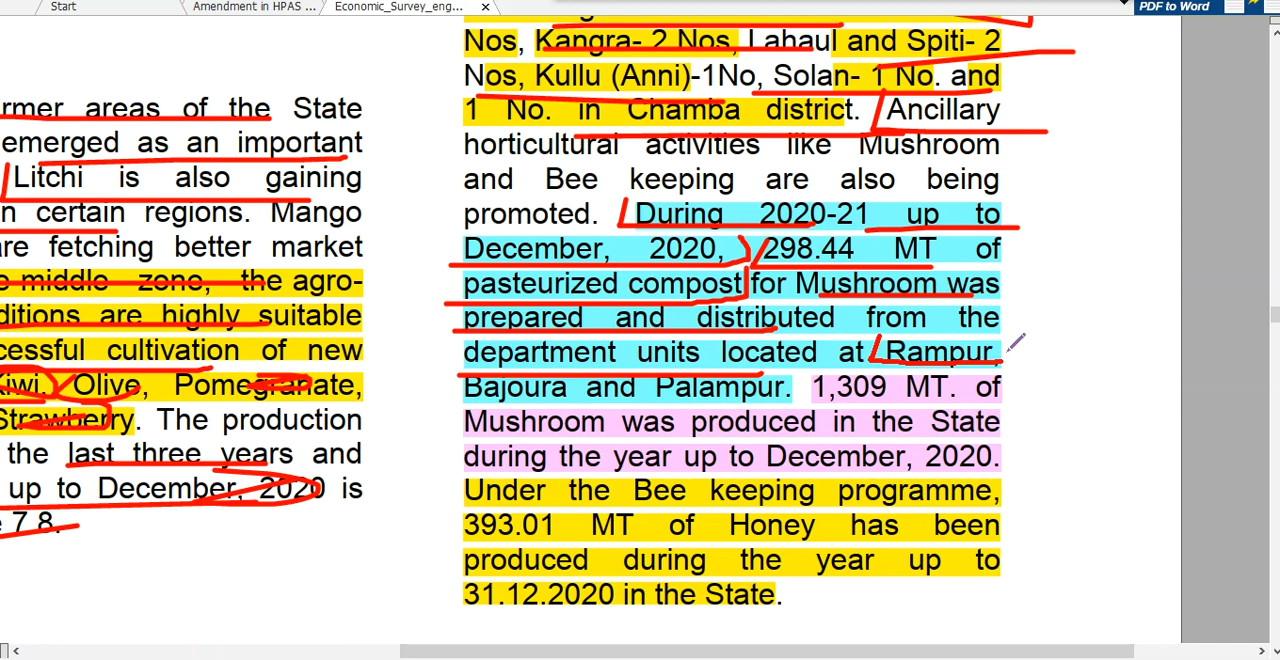 Start
Amendment in HPAS ...
Economic_Survey_eng...
PDF to Word
rmer areas of the State
emerged as an important
Litchi is also gaining
n certain regions. Mango
are fetching better market
middle zone, the agro-
ditions are highly suitable
cessful cultivation of new
Kiwi, Olive, Pomegranate,
Strawberry. The production
the last three years and
up to December, 2020 is
7.8.
Nos, Kangra- 2 Nos, Lahaul and Spiti- 2
Nos, Kullu (Anni)-1No, Solan- 1 No. and
1 No. in Chamba district. Ancillary
horticultural activities like Mushroom
and Bee keeping are also being
promoted. During 2020-21 up to
December, 2020, 298.44 MT of
pasteurized compost for Mushroom was
prepared and distributed from the
department units located at Rampur,
Bajoura and Palampur. 1,309 MT. of
Mushroom was produced in the State
during the year up to December, 2020.
Under the Bee keeping programme,
393.01 MT of Honey has been
produced during the year up to
31.12.2020 in the State.